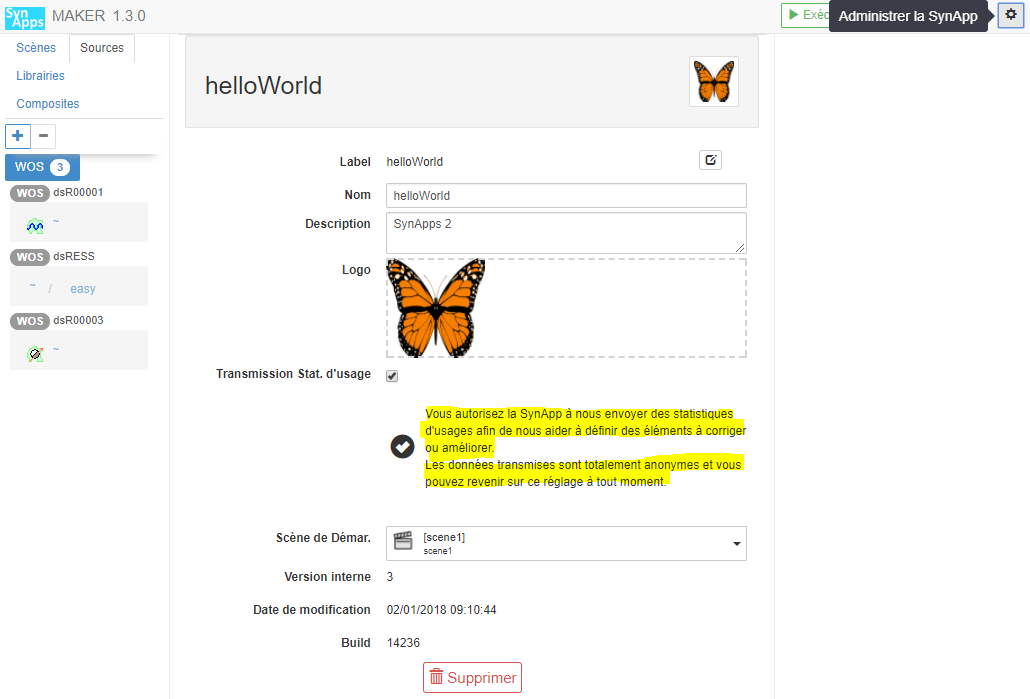 Syn
Apps
MAKER 1.3.0
Exéc
Administrer la SynApp
Scènes
Sources
Librairies
Composites
WOS 3
WOS dsR00001
~
WOS dsRESS
~ / easy
WOS dsR00003
~
helloWorld
Label helloWorld
Nom helloWorld
Description SynApps 2
Logo
Transmission Stat. d'usage
Vous autorisez la SynApp à nous envoyer des statistiques
d'usages afin de nous aider à définir des éléments à corriger
ou améliorer.
Les données transmises sont totalement anonymes et vous
pouvez revenir sur ce réglage à tout moment.
Scène de Démar. [scene1]
scene1
Version interne 3
Date de modification 02/01/2018 09:10:44
Build 14236
Supprimer